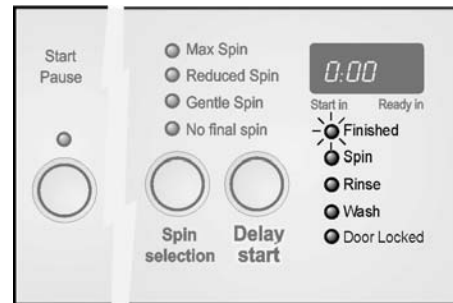 Start
Pause
Max Spin
Reduced Spin
Gentle Spin
No final spin
Spin
selection
Delay
start
0:00
Start in Ready in
Finished
Spin
Rinse
Wash
Door Locked